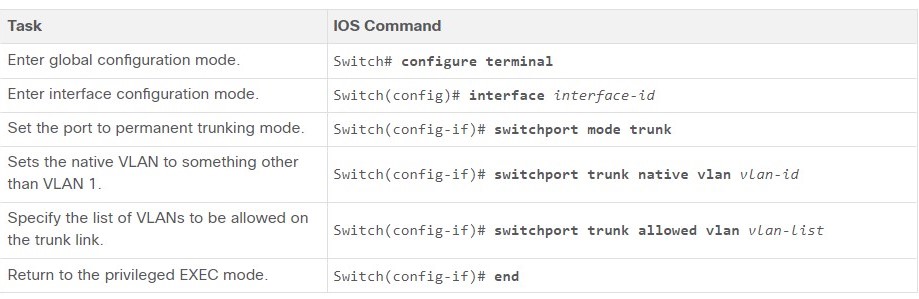 Task IOS Command
Enter global configuration mode. Switch# configure terminal
Enter interface configuration mode. Switch(config)# interface interface-id
Set the port to permanent trunking mode. Switch(config-if)# switchport mode trunk
Sets the native VLAN to something other
than VLAN 1.
Switch(config-if)# switchport trunk native vlan vlan-id
Specify the list of VLANs to be allowed on
the trunk link.
Switch(config-if)# switchport trunk allowed vlan vlan-list
Return to the privileged EXEC mode. Switch(config-if)# end